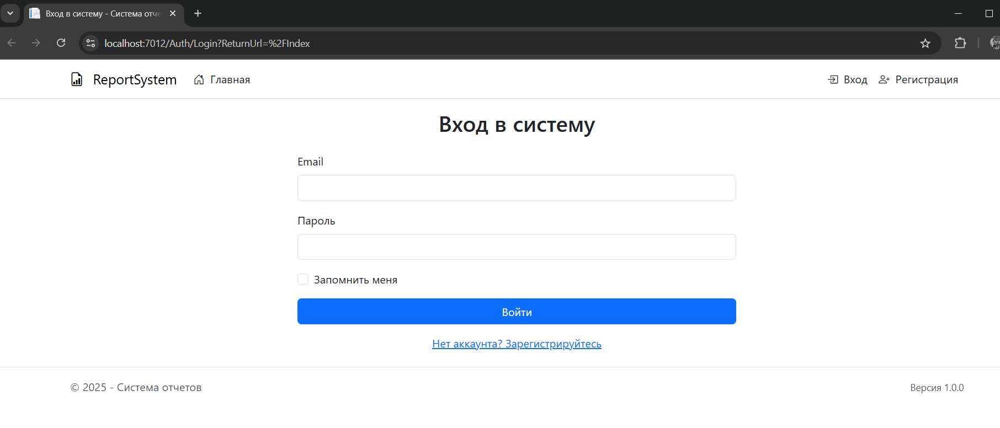 Вход в систему - Система отче
localhost:7012/Auth/Login?ReturnUrl=%2FIndex
ReportSystem Главная Вход Регистрация
Вход в систему
Email
Пароль
Запомнить меня
Войти
Нет аккаунта? Зарегистрируйтесь
© 2025 - Система отчетов Версия 1.0.0